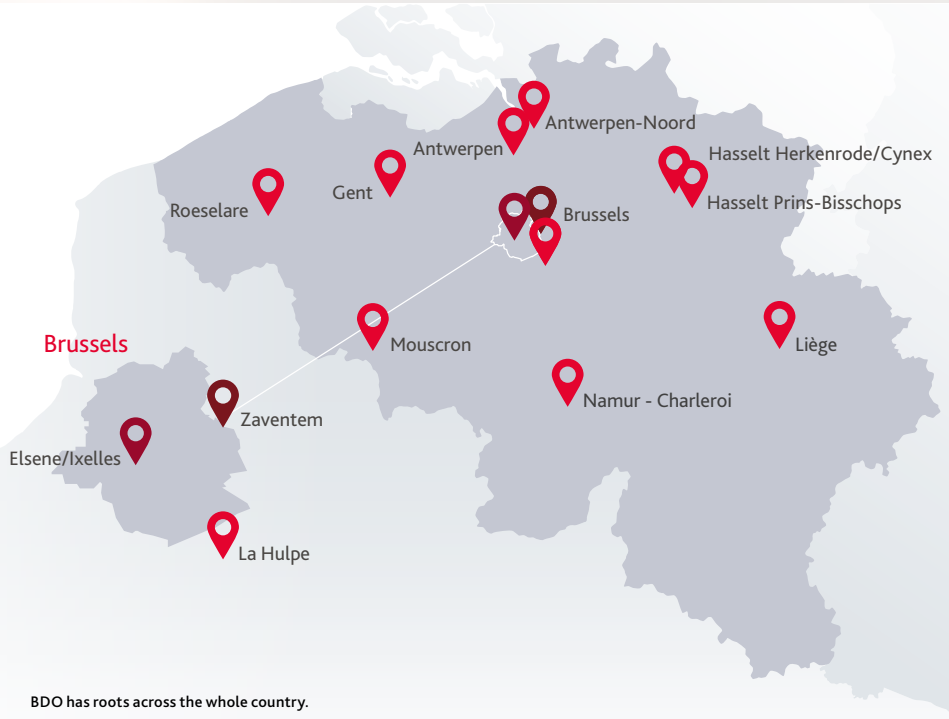 Antwerpen-Noord
Antwerpen
Hasselt Herkenrode/Cynex
Gent
Hasselt Prins-Bisschops
Roeselare
Brussels
Brussels
Mouscron
Liège
Namur - Charleroi
Zaventem
Elsene/Ixelles
La Hulpe
BDO has roots across the whole country.